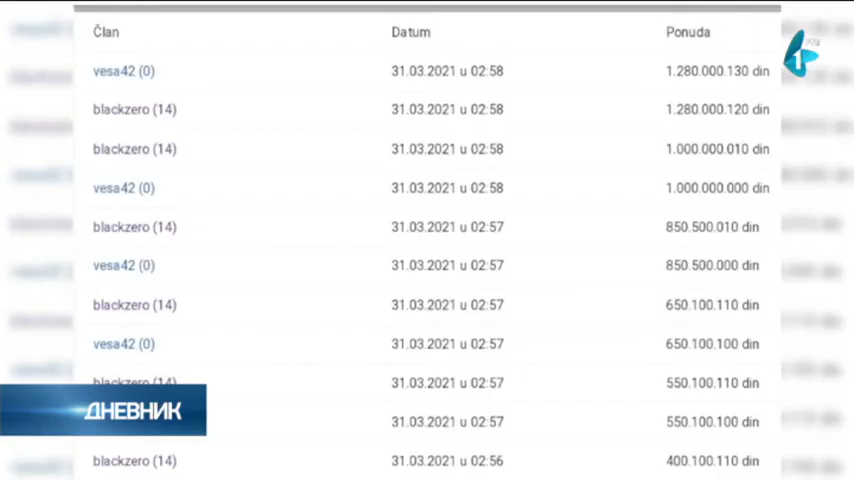 Član Datum Ponuda
vesa42 (0) 31.03.2021 u 02:58 1.280.000.130 din
blackzero (14) 31.03.2021 u 02:58 1.280.000.120 din
blackzero (14) 31.03.2021 u 02:58 1.000.000.010 din
vesa42 (0) 31.03.2021 u 02:58 1.000.000.000 din
blackzero (14) 31.03.2021 u 02:57 850.500.010 din
vesa42 (0) 31.03.2021 u 02:57 850.500.000 din
blackzero (14) 31.03.2021 u 02:57 650.100.110 din
vesa42 (0) 31.03.2021 u 02:57 650.100.100 din
blackzero (14) 31.03.2021 u 02:57 550.100.110 din
ДНЕВНИК
31.03.2021 u 02:57 550.100.100 din
blackzero (14) 31.03.2021 u 02:56 400.100.110 din
1